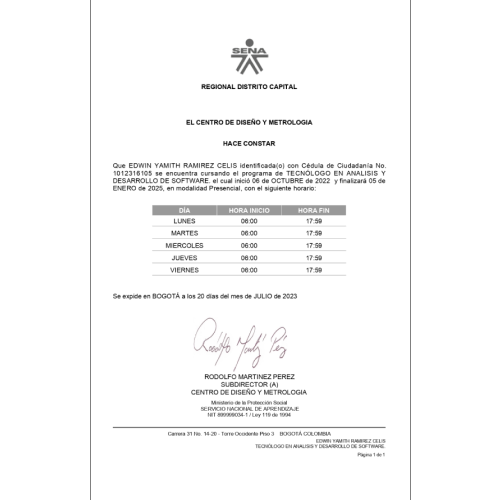 SENA
REGIONAL DISTRITO CAPITAL
EL CENTRO DE DISEÑO Y METROLOGIA
HACE CONSTAR
Que EDWIN YAMITH RAMIREZ CELIS identificada(o) con Cédula de Ciudadanía No.
1012316105 se encuentra cursando el programa de TECNÓLOGO EN ANALISIS Y
DESARROLLO DE SOFTWARE. el cual inició 06 de OCTUBRE de 2022 y finalizará 05 de
ENERO de 2025, en modalidad Presencial, con el siguiente horario:
DÍA HORA INICIO HORA FIN
LUNES 06:00 17:59
MARTES 06:00 17:59
MIERCOLES 06:00 17:59
JUEVES 06:00 17:59
VIERNES 06:00 17:59
Se expide en BOGOTÁ a los 20 días del mes de JULIO de 2023
RODOLFO MARTINEZ PEREZ
SUBDIRECTOR (A)
CENTRO DE DISEÑO Y METROLOGIA
Ministerio de la Protección Social
SERVICIO NACIONAL DE APRENDIZAJE
NIT 899999034-1 / Ley 119 de 1994
Carrera 31 No. 14-20 - Torre Occidente Piso 3 BOGOTÁ COLOMBIA
EDWIN YAMITH RAMIREZ CELIS
TECNÓLOGO EN ANALISIS Y DESARROLLO DE SOFTWARE.
Página 1 de 1